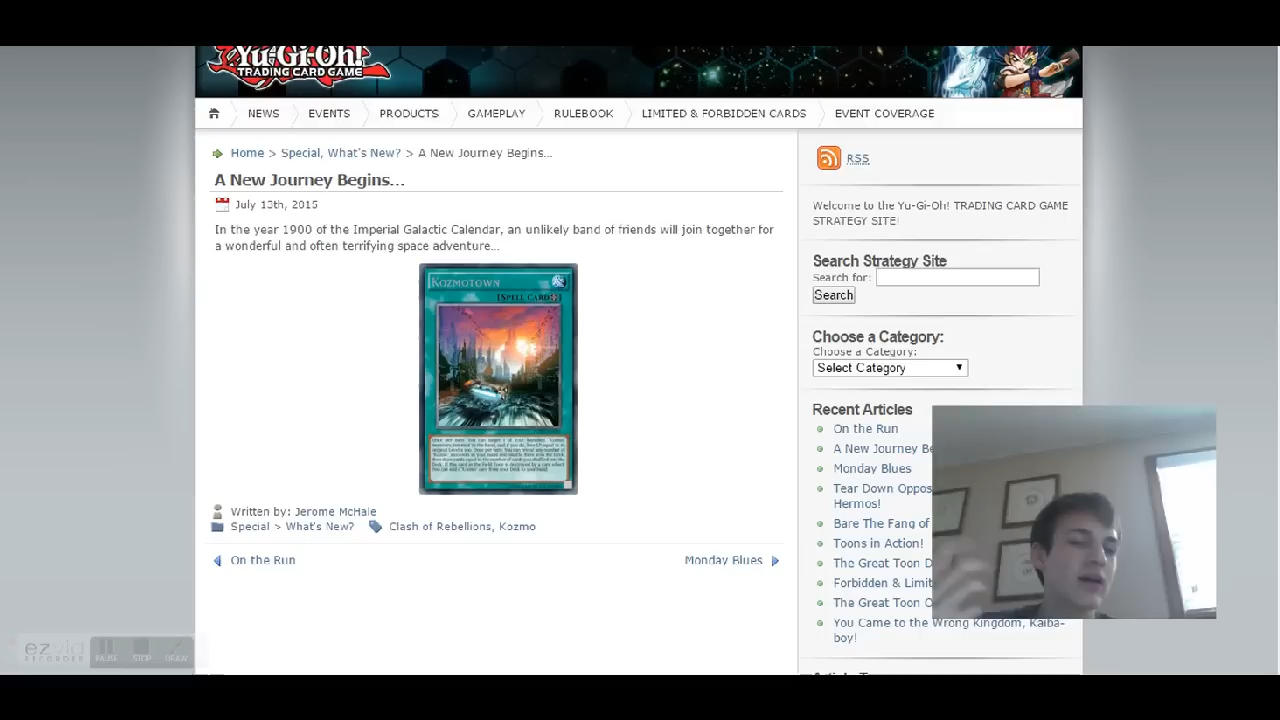 Yu-Gi-Oh!
TRADING CARD GAME
NEWS
EVENTS
PRODUCTS
GAMEPLAY
RULEBOOK
LIMITED & FORBIDDEN CARDS
EVENT COVERAGE
Home > Special, What's New? > A New Journey Begins…
A New Journey Begins…
July 13th, 2015
In the year 1900 of the Imperial Galactic Calendar, an unlikely band of friends will join together for
a wonderful and often terrifying space adventure…
KOZMOTOWN
[SPELL CARD]
Written by: Jerome McHale
Special > What's New?
Clash of Rebellions, Kozmo
On the Run
Monday Blues
RSS
Welcome to the Yu-Gi-Oh! TRADING CARD GAME
STRATEGY SITE!
Search Strategy Site
Search for:
Search
Choose a Category:
Choose a Category:
Select Category
Recent Articles
On the Run
A New Journey Be
Monday Blues
Tear Down Oppos
Hermos!
Bare The Fang of
Toons in Action!
The Great Toon D
Forbidden & Limit
The Great Toon
You Came to the Wrong Kingdom, Kaiba-
boy!
ezvid
RECORDER
PAUSE
STOP
DRAW